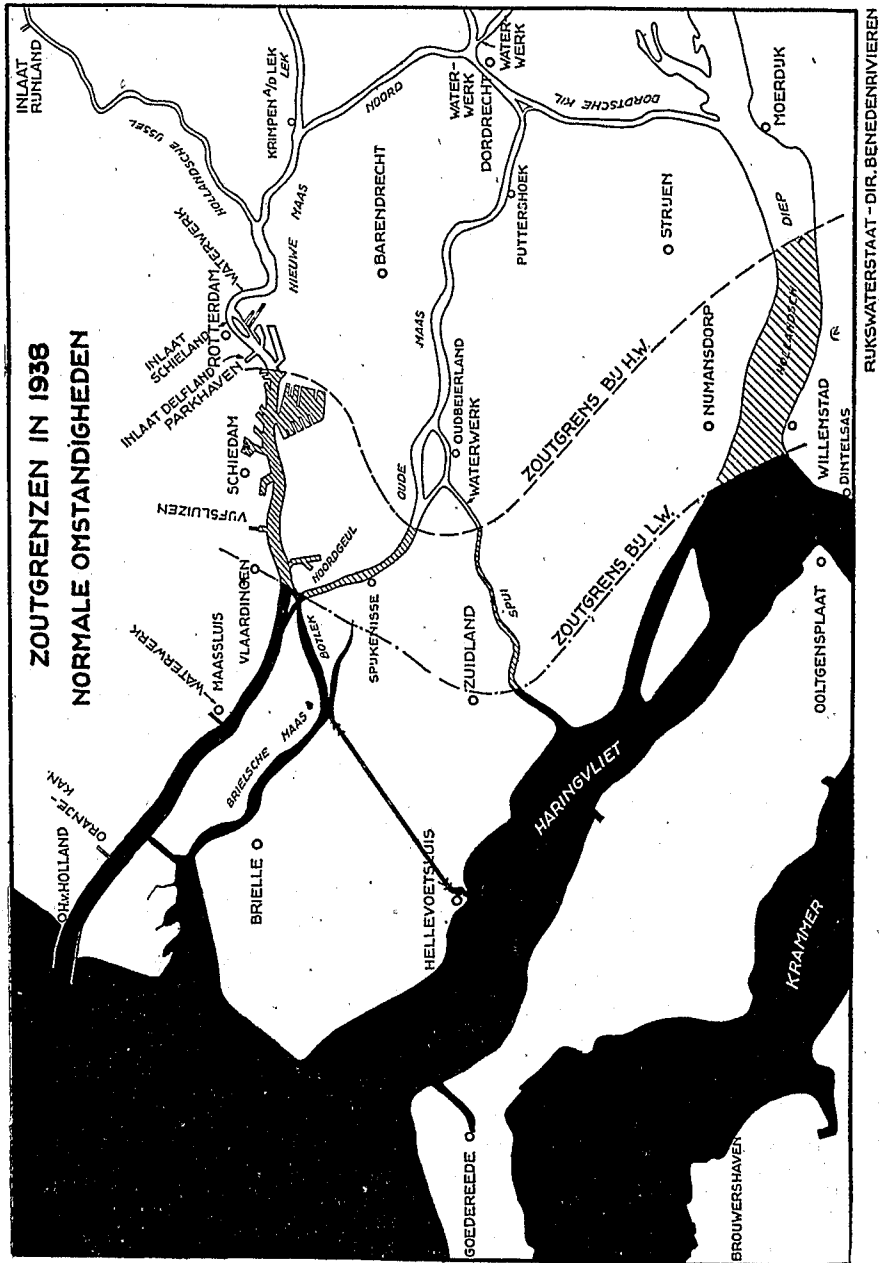 ZOUTGRENZEN IN 1938
NORMALE OMSTANDIGHEDEN
H.v.HOLLAND
ORANJE-
KAN.
WATERWERK
MAASSLUIS
VLAARDINGEN
VIJFSLUIZEN
SCHIEDAM
INLAAT DELFLAND
PARKHAVEN
INLAAT
SCHIELAND
ROTTERDAM
WATERWERK
HOLLANDSCHE IJSSEL
INLAAT
RIJNLAND
KRIMPEN A/D LEK
LEK
NIEUWE MAAS
NOORD
BRIELSCHE MAAS
BOTLEK
NOORDGEUL
BRIELLE
SPIJKENISSE
OUDE MAAS
BARENDRECHT
WATER-
WERK
DORDRECHT
WATER-
WERK
HELLEVOETSLUIS
ZUIDLAND
SPUI
WATERWERK
OUDBEIERLAND
PUTTERSHOEK
DORDTSCHE KIL
GOEDEREEDE
HARINGVLIET
ZOUTGRENS BIJ L.W.
ZOUTGRENS BIJ H.W.
NUMANSDORP
STRIJEN
MOERDIJK
HOLLANDSCH DIEP
BROUWERSHAVEN
KRAMMER
OOLTGENSPLAAT
WILLEMSTAD
DINTELSAS
RIJKSWATERSTAAT - DIR. BENEDENRIVIEREN